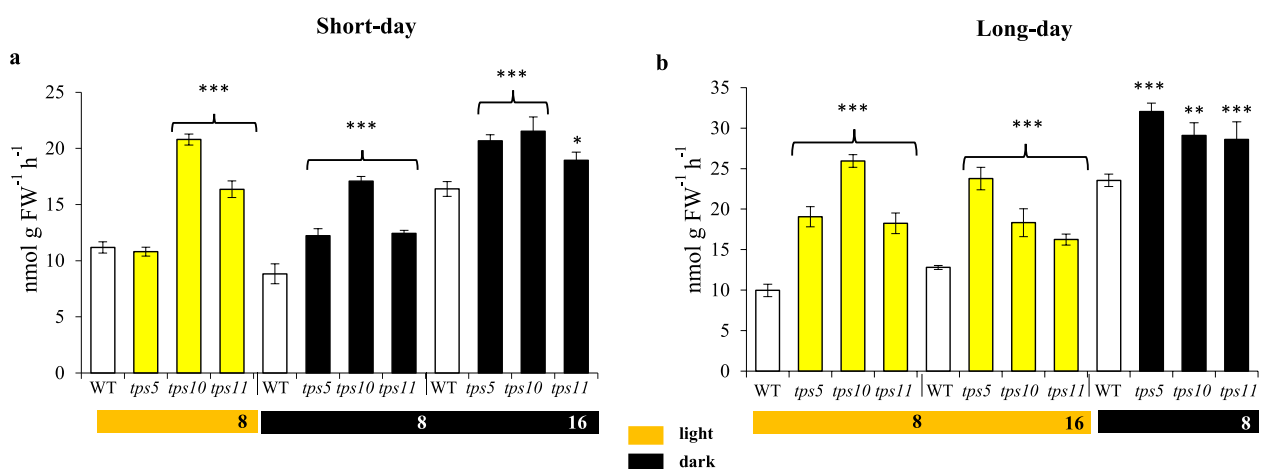 Short-day
Long-day
a
b
nmol g FW⁻¹ h⁻¹
25
20
15
10
5
0
***
***
***
*
WT tps5 tps10 tps11 WT tps5 tps10 tps11 WT tps5 tps10 tps11
8 8 16
nmol g FW⁻¹ h⁻¹
35
30
25
20
15
10
5
0
***
***
***
**
***
WT tps5 tps10 tps11 WT tps5 tps10 tps11 WT tps5 tps10 tps11
8 16 8
light
dark